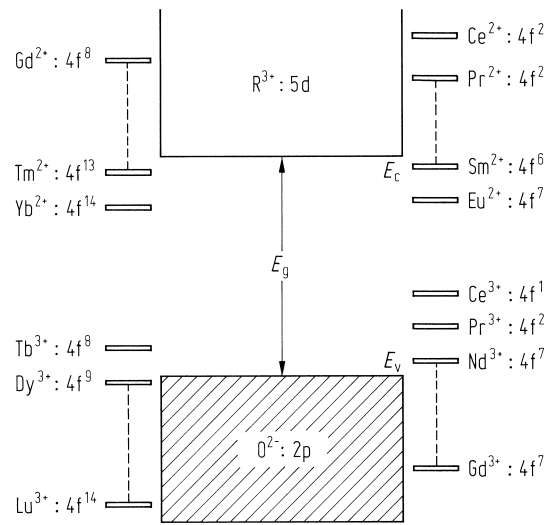 Gd²⁺ : 4f⁸
Tm²⁺ : 4f¹³
Yb²⁺ : 4f¹⁴
Tb³⁺ : 4f⁸
Dy³⁺ : 4f⁹
Lu³⁺ : 4f¹⁴
R³⁺ : 5d
E_c
E_g
E_v
O²⁻ : 2p
Ce²⁺ : 4f²
Pr²⁺ : 4f²
Sm²⁺ : 4f⁶
Eu²⁺ : 4f⁷
Ce³⁺ : 4f¹
Pr³⁺ : 4f²
Nd³⁺ : 4f⁷
Gd³⁺ : 4f⁷